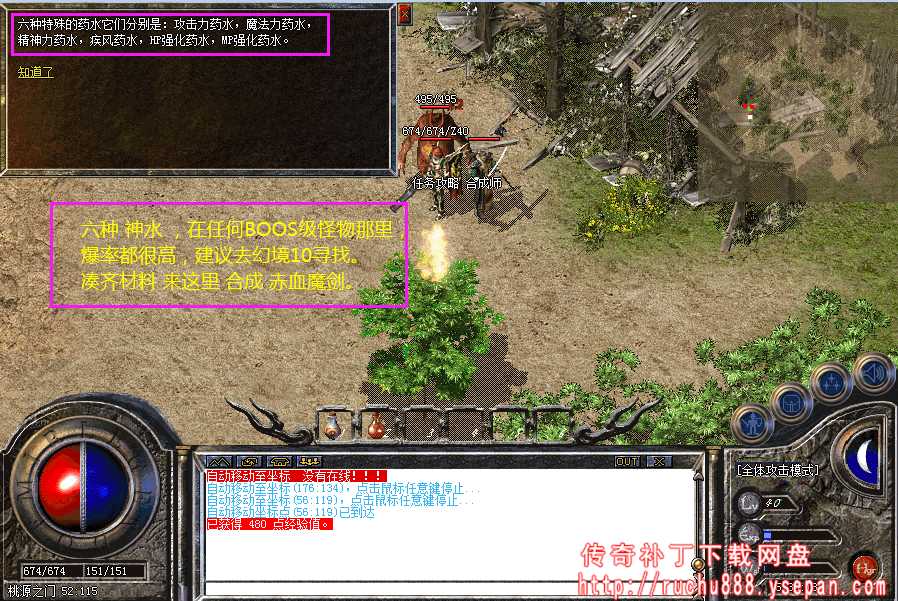 六种特殊的药水它们分别是：攻击力药水，魔法力药水，
精神力药水，疾风药水，HP强化药水，MP强化药水。
知道了
495/495
674/674/Z40
任务攻略 合成师
六种 神水 ，在任何BOOS级怪物那里，
爆率都很高，建议去幻境10寻找。
凑齐材料 来这里 合成 赤血魔剑。
3
4
OUT
自动移动至坐标 没有在线！！！
自动移动至坐标(176:134)，点击鼠标任意键停止...
自动移动至坐标(56:119)，点击鼠标任意键停止...
自动移动坐标点(56:119)已到达
已获得 480 点经验值。
[全体攻击模式]
Lv 40
Exp
674/674 151/151
桃源之门 52:115
传奇补丁下载网盘
http://ruchu888.ysepan.com